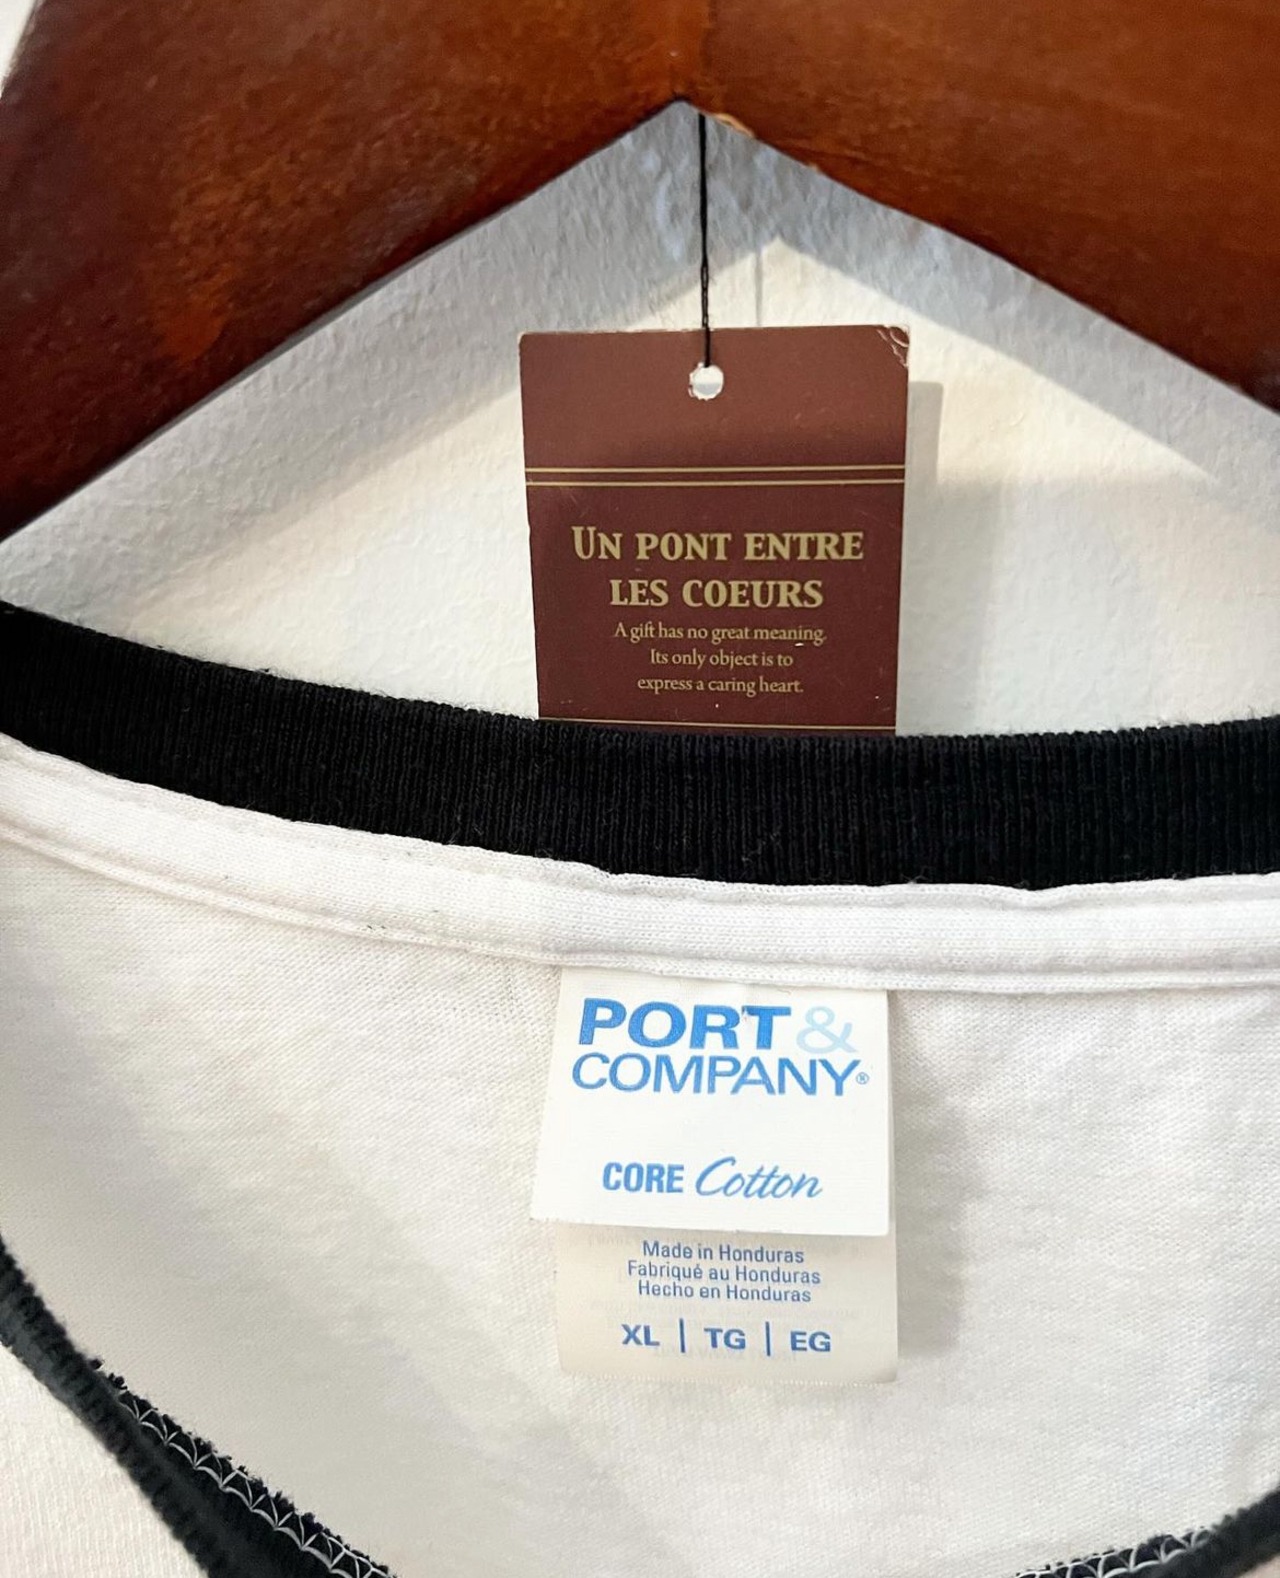 UN PONT ENTRE
LES COEURS
A gift has no great meaning.
Its only object is to
express a caring heart.
PORT &
COMPANY®
CORE Cotton
Made in Honduras
Fabriqué au Honduras
Hecho en Honduras
XL | TG | EG